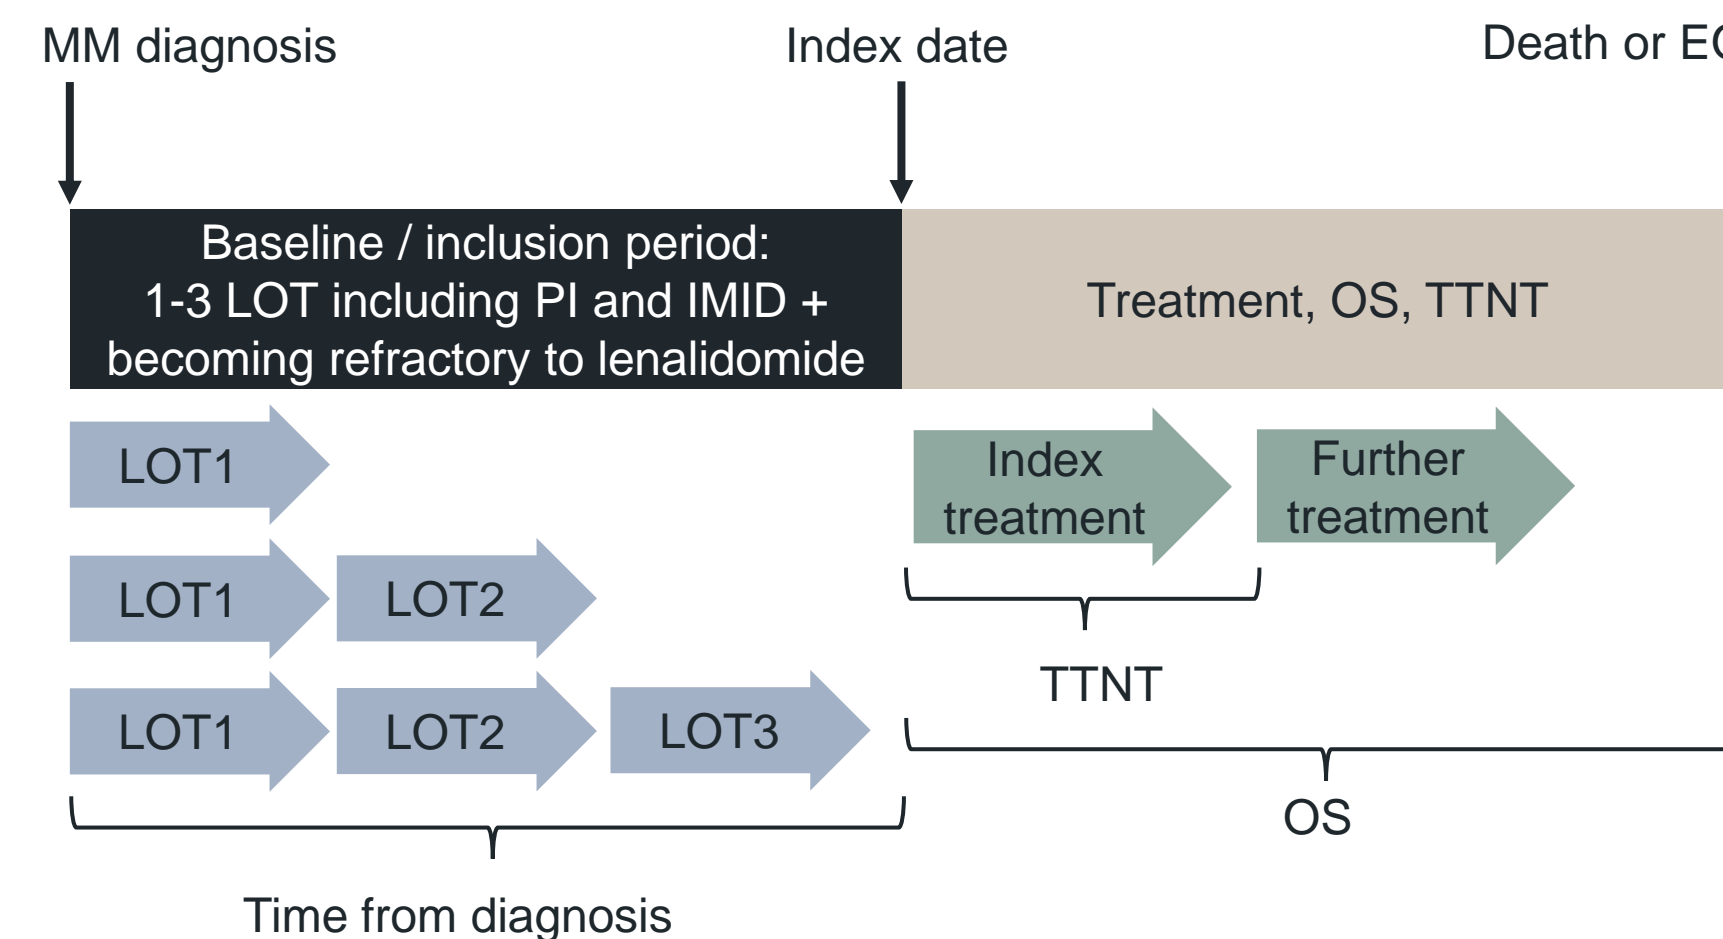 MM diagnosis
Index date
Death or
Baseline / inclusion period:
1-3 LOT including PI and IMID +
becoming refractory to lenalidomide
Treatment, OS, TTNT
LOT1
Index
treatment
Further
treatment
LOT1
LOT2
TTNT
LOT1
LOT2
LOT3
OS
Time from diagnosis